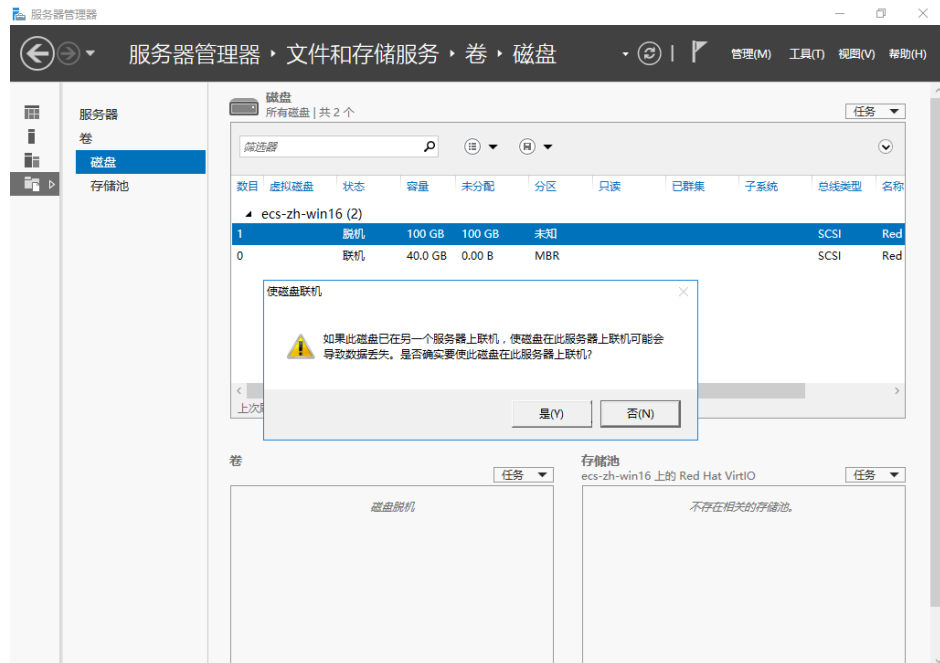 服务器管理器
服务器管理器 ‣ 文件和存储服务 ‣ 卷 ‣ 磁盘
管理(M) 工具(T) 视图(V) 帮助(H)
服务器
卷
磁盘
存储池
磁盘
所有磁盘 | 共 2 个
任务
筛选器
数目 虚拟磁盘 状态 容量 未分配 分区 只读 已群集 子系统 总线类型 名称
ecs-zh-win16 (2)
1 脱机 100 GB 100 GB 未知 SCSI Red
0 联机 40.0 GB 0.00 B MBR SCSI Red
使磁盘联机
如果此磁盘已在另一个服务器上联机，使磁盘在此服务器上联机可能会
导致数据丢失。是否确实要使此磁盘在此服务器上联机?
是(Y) 否(N)
上次
卷
任务
磁盘脱机
存储池
ecs-zh-win16 上的 Red Hat VirtIO
任务
不存在相关的存储池。